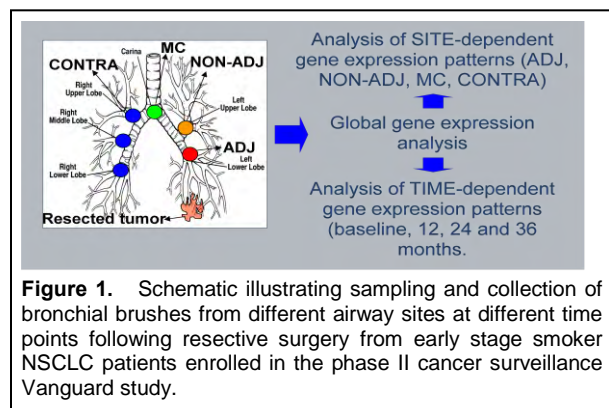 MC
Carina
CONTRA
NON-ADJ
Right
Upper Lobe
Left
Upper Lobe
Right
Middle Lobe
ADJ
Right
Lower Lobe
Left
Lower Lobe
Resected tumor
Analysis of SITE-dependent
gene expression patterns (ADJ,
NON-ADJ, MC, CONTRA)
Global gene expression
analysis
Analysis of TIME-dependent
gene expression patterns
(baseline, 12, 24 and 36
months.
Figure 1. Schematic illustrating sampling and collection of
bronchial brushes from different airway sites at different time
points following resective surgery from early stage smoker
NSCLC patients enrolled in the phase II cancer surveillance
Vanguard study.